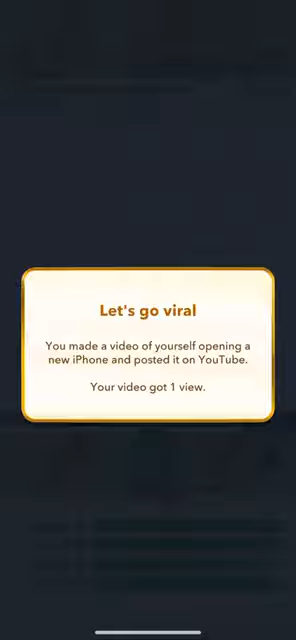 Let's go viral
You made a video of yourself opening a
new iPhone and posted it on YouTube.
Your video got 1 view.